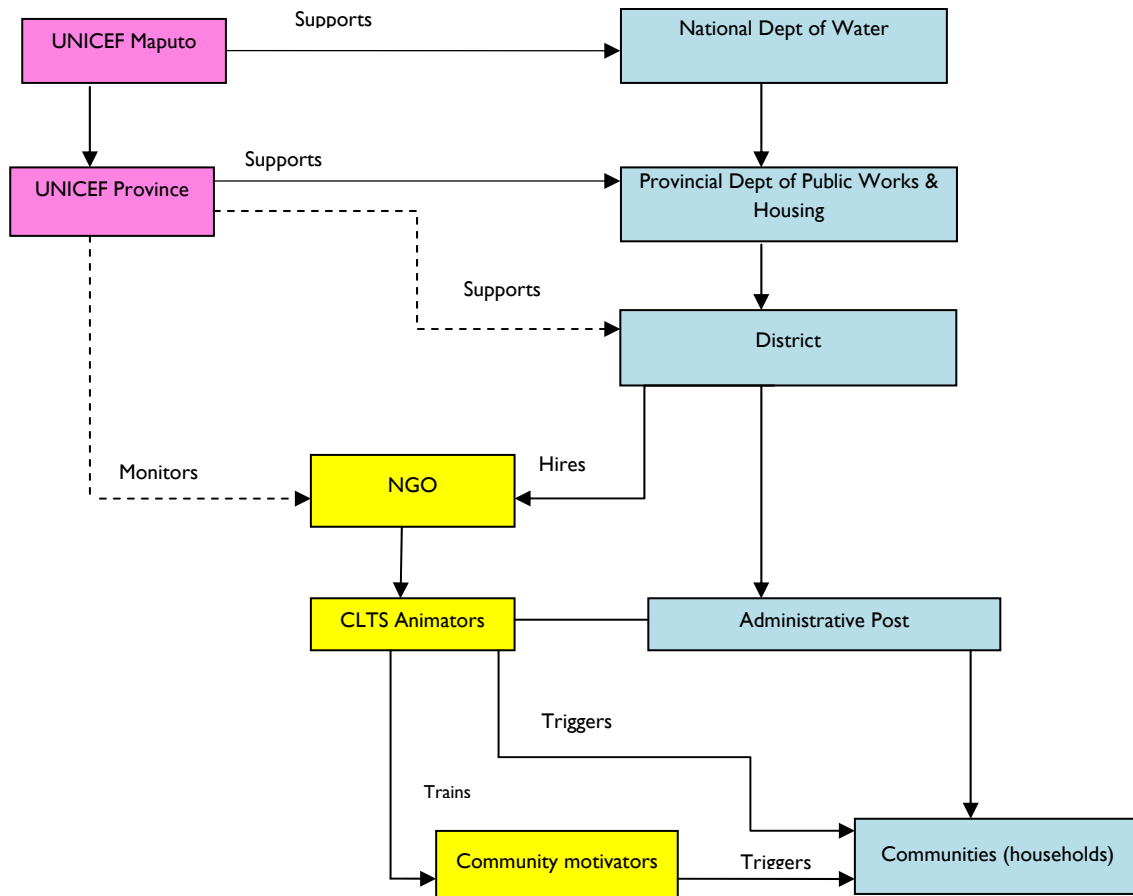 Supports
UNICEF Maputo
National Dept of Water
Supports
UNICEF Province
Provincial Dept of Public Works &
Housing
Supports
District
Monitors
NGO
Hires
CLTS Animators
Administrative Post
Triggers
Trains
Community motivators
Triggers
Communities (households)